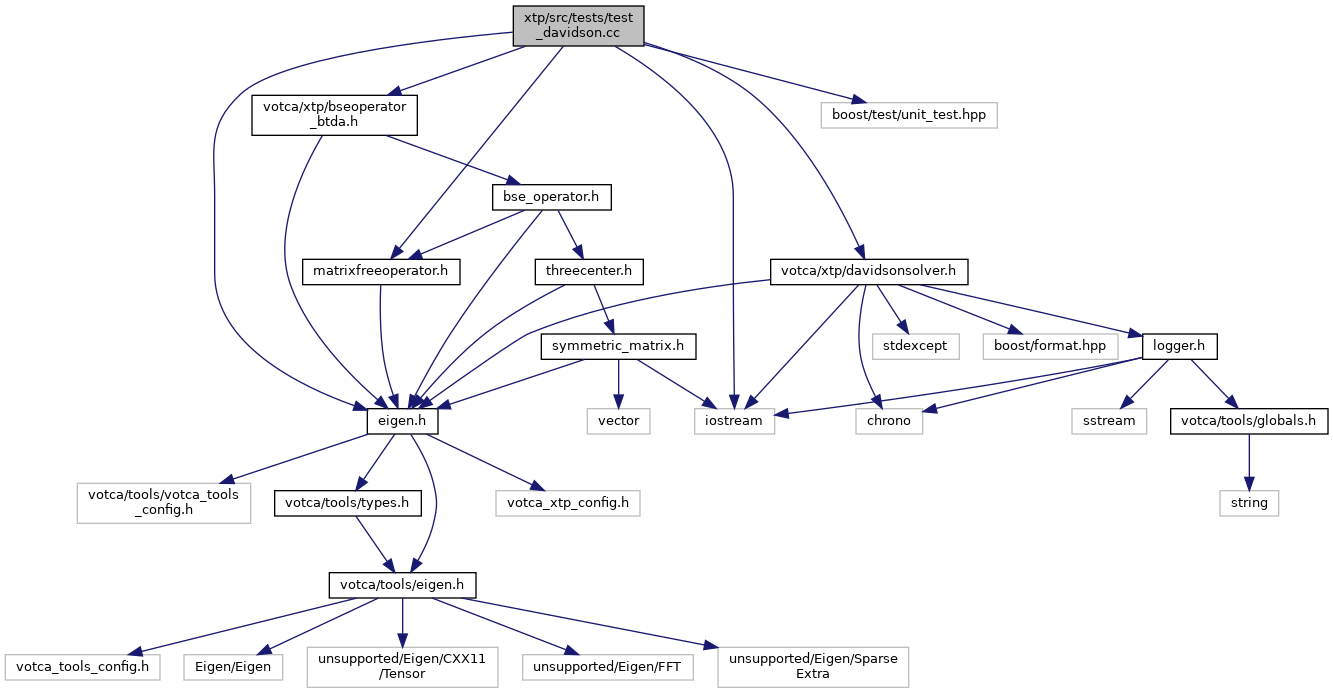 xtp/src/tests/test
_davidson.cc
votca/xtp/bseoperator
_btda.h
boost/test/unit_test.hpp
bse_operator.h
matrixfreeoperator.h
threecenter.h
votca/xtp/davidsonsolver.h
symmetric_matrix.h
stdexcept
boost/format.hpp
logger.h
eigen.h
vector
iostream
chrono
sstream
votca/tools/globals.h
votca/tools/votca_tools
_config.h
votca/tools/types.h
votca_xtp_config.h
string
votca/tools/eigen.h
votca_tools_config.h
Eigen/Eigen
unsupported/Eigen/CXX11
/Tensor
unsupported/Eigen/FFT
unsupported/Eigen/Sparse
Extra